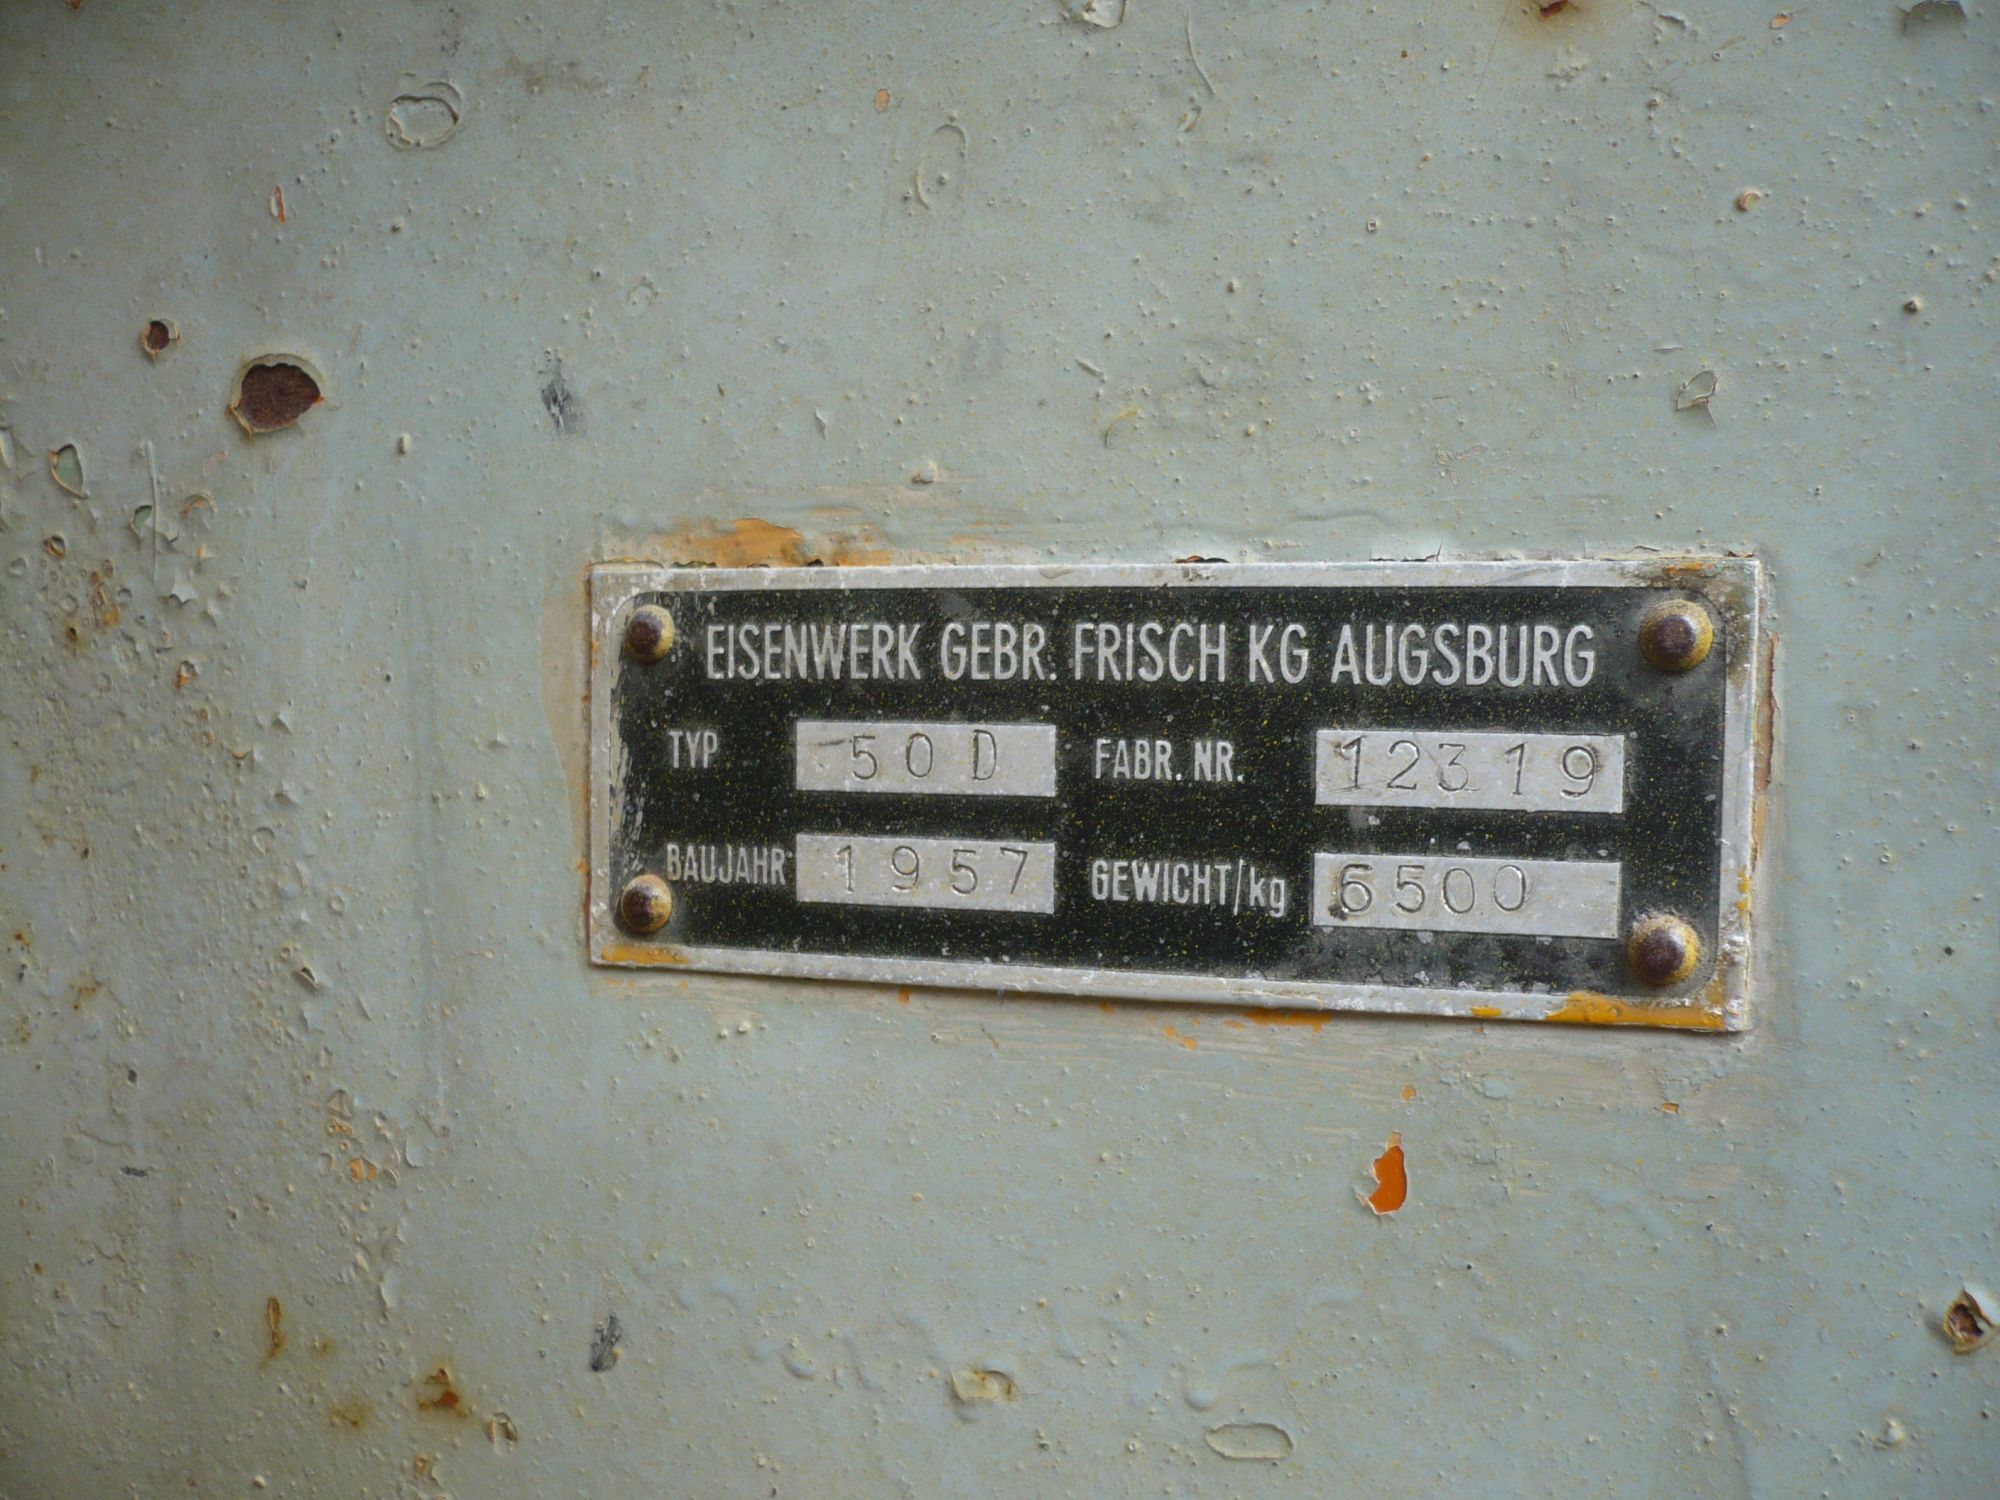 EISENWERK GEBR. FRISCH KG AUGSBURG
TYP 50 D FABR. NR. 12319
BAUJAHR 1957 GEWICHT/kg 6500